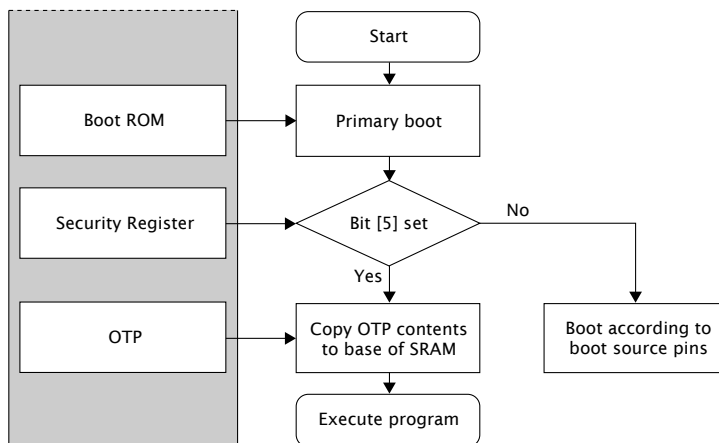 Start
Boot ROM
Primary boot
Security Register
Bit [5] set
No
Yes
OTP
Copy OTP contents
to base of SRAM
Boot according to
boot source pins
Execute program